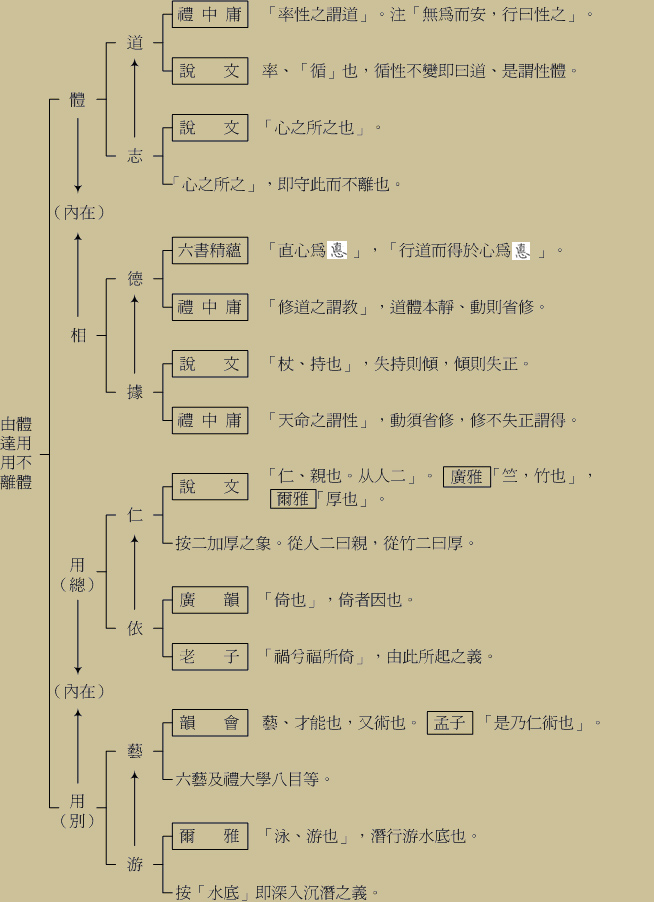 禮中庸 「率性之謂道」。注「無爲而安，行曰性之」。
道
說文 率、「循」也，循性不變即曰道、是謂性體。
體
說文 「心之所之也」。
志
「心之所之」，即守此而不離也。
（內在）
六書精蘊 「直心爲悳」，「行道而得於心爲悳」。
德
禮中庸 「修道之謂教」，道體本靜、動則省修。
相
說文 「杖、持也」，失持則傾，傾則失正。
據
禮中庸 「天命之謂性」，動須省修，修不失正謂得。
由體
達用
用不
離體
說文 「仁、親也。从人二」。廣雅「竺，竹也」，
爾雅「厚也」。
仁
按二加厚之象。從人二曰親，從竹二曰厚。
用
（總）
廣韻 「倚也」，倚者因也。
依
老子 「禍兮福所倚」，由此所起之義。
（內在）
韻會 藝、才能也，又術也。孟子 「是乃仁術也」。
藝
六藝及禮大學八目等。
用
（別）
爾雅 「泳、游也」，潛行游水底也。
游
按「水底」即深入沉潛之義。